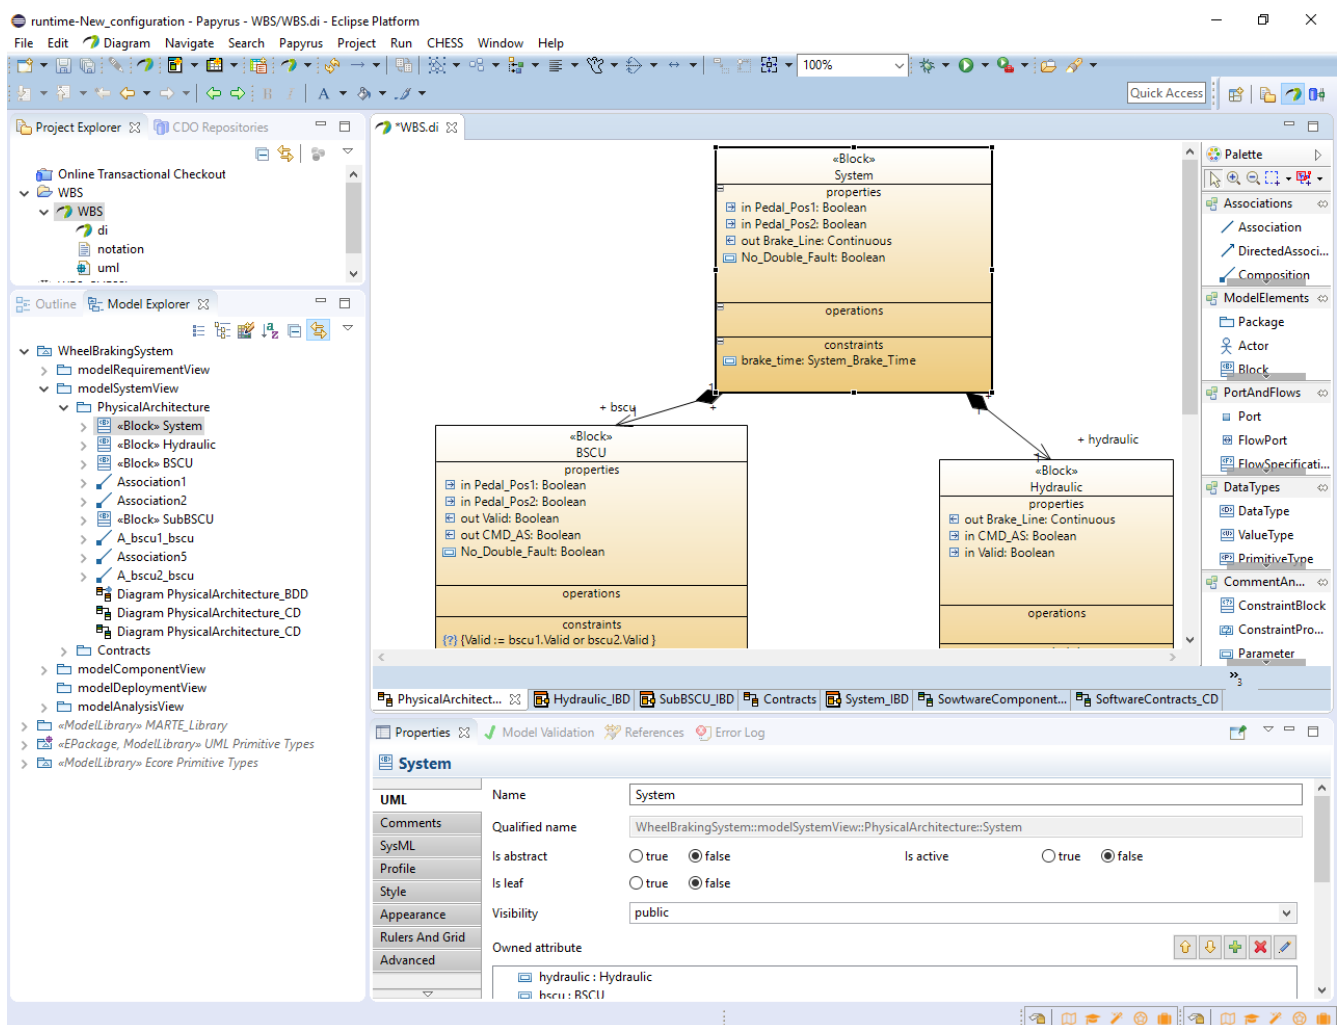 runtime-New_configuration - Papyrus - WBS/WBS.di - Eclipse Platform
File Edit Diagram Navigate Search Papyrus Project Run CHESS Window Help
100%
Quick Access
Project Explorer
CDO Repositories
Online Transactional Checkout
WBS
WBS
di
notation
uml
Outline
Model Explorer
WheelBrakingSystem
modelRequirementView
modelSystemView
PhysicalArchitecture
«Block» System
«Block» Hydraulic
«Block» BSCU
Association1
Association2
«Block» SubBSCU
A_bscu1_bscu
Association5
A_bscu2_bscu
Diagram PhysicalArchitecture_BDD
Diagram PhysicalArchitecture_CD
Diagram PhysicalArchitecture_CD
Contracts
modelComponentView
modelDeploymentView
modelAnalysisView
«ModelLibrary» MARTE_Library
«EPackage, ModelLibrary» UML Primitive Types
«ModelLibrary» Ecore Primitive Types
*WBS.di
«Block»
System
properties
in Pedal_Pos1: Boolean
in Pedal_Pos2: Boolean
out Brake_Line: Continuous
No_Double_Fault: Boolean
operations
constraints
brake_time: System_Brake_Time
+ bscu
1
+
+ hydraulic
«Block»
BSCU
properties
in Pedal_Pos1: Boolean
in Pedal_Pos2: Boolean
out Valid: Boolean
out CMD_AS: Boolean
No_Double_Fault: Boolean
operations
constraints
{?} {Valid := bscu1.Valid or bscu2.Valid }
«Block»
Hydraulic
properties
out Brake_Line: Continuous
in CMD_AS: Boolean
in Valid: Boolean
operations
Palette
Associations
Association
DirectedAssoci...
Composition
ModelElements
Package
Actor
Block
PortAndFlows
Port
FlowPort
FlowSpecificati...
DataTypes
DataType
ValueType
PrimitiveType
CommentAn...
ConstraintBlock
ConstraintPro...
Parameter
»3
PhysicalArchitect...
Hydraulic_IBD
SubBSCU_IBD
Contracts
System_IBD
SowtwareComponent...
SoftwareContracts_CD
Properties
Model Validation
References
Error Log
System
UML
Comments
SysML
Profile
Style
Appearance
Rulers And Grid
Advanced
Name System
Qualified name WheelBrakingSystem::modelSystemView::PhysicalArchitecture::System
Is abstract true false Is active true false
Is leaf true false
Visibility public
Owned attribute
hydraulic : Hydraulic
bscu : BSCU